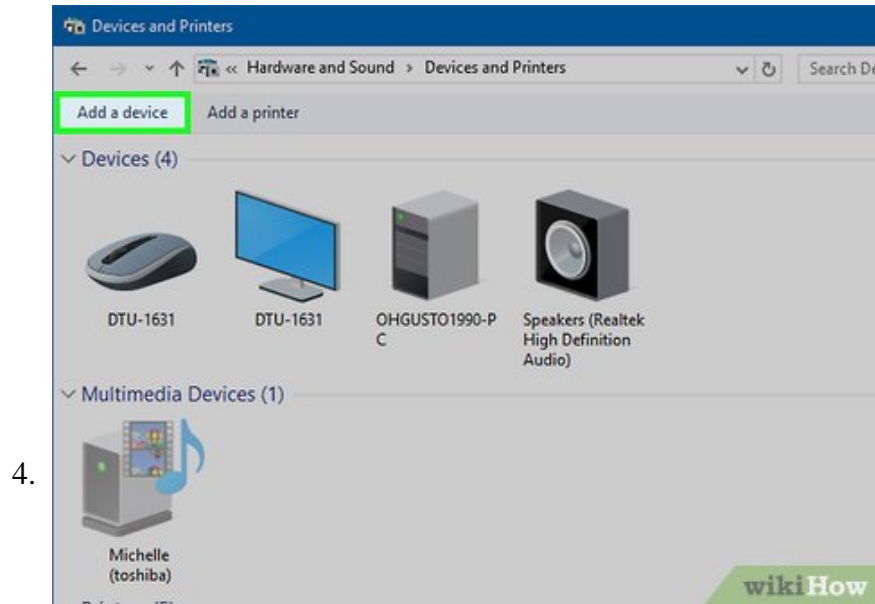 Devices and Printers
« Hardware and Sound > Devices and Printers
Search De
Add a device
Add a printer
Devices (4)
DTU-1631
DTU-1631
OHGUSTO1990-P
C
Speakers (Realtek
High Definition
Audio)
Multimedia Devices (1)
4.
Michelle
(toshiba)
wikiHow